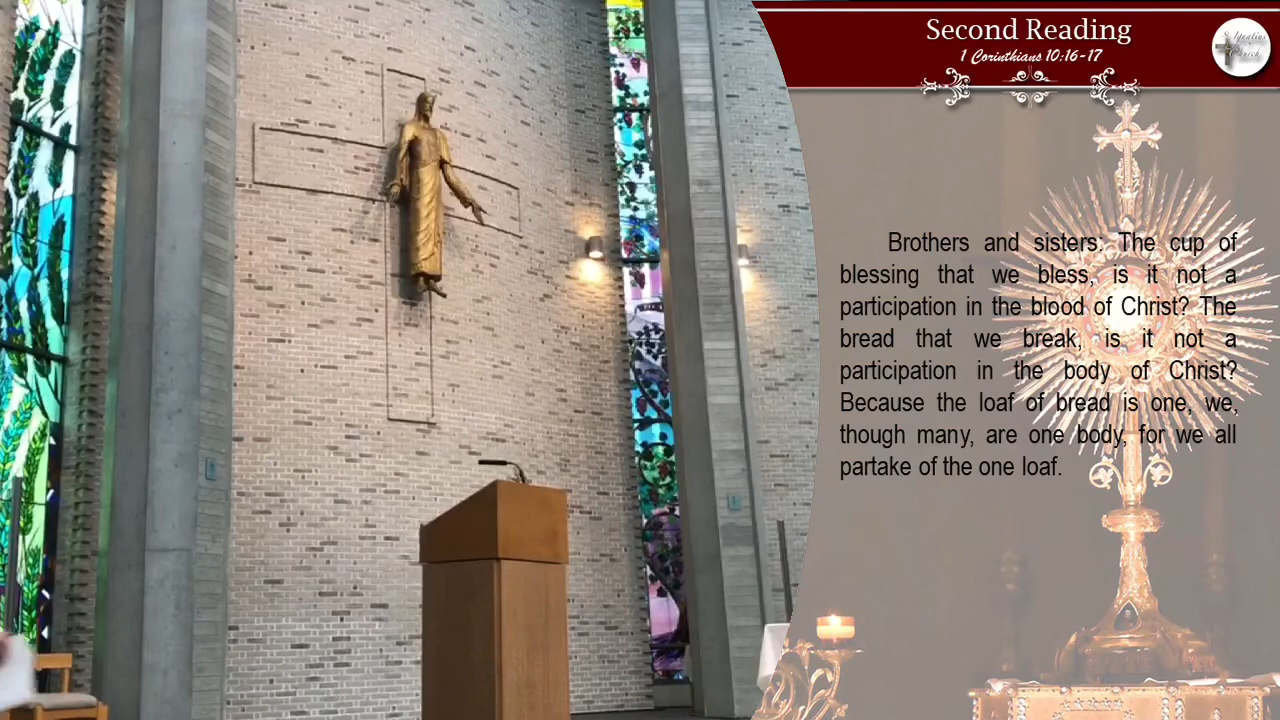 Second Reading
1 Corinthians 10:16-17
Ignatius
Church
Brothers and sisters: The cup of
blessing that we bless, is it not a
participation in the blood of Christ? The
bread that we break, is it not a
participation in the body of Christ?
Because the loaf of bread is one, we,
though many, are one body, for we all
partake of the one loaf.